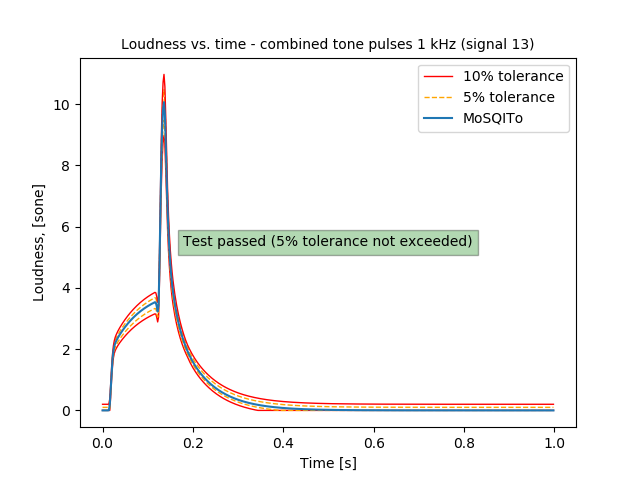 Loudness vs. time - combined tone pulses 1 kHz (signal 13)
10% tolerance
5% tolerance
MoSQITo
Test passed (5% tolerance not exceeded)
Loudness, [sone]
10
8
6
4
2
0
0.0 0.2 0.4 0.6 0.8 1.0
Time [s]